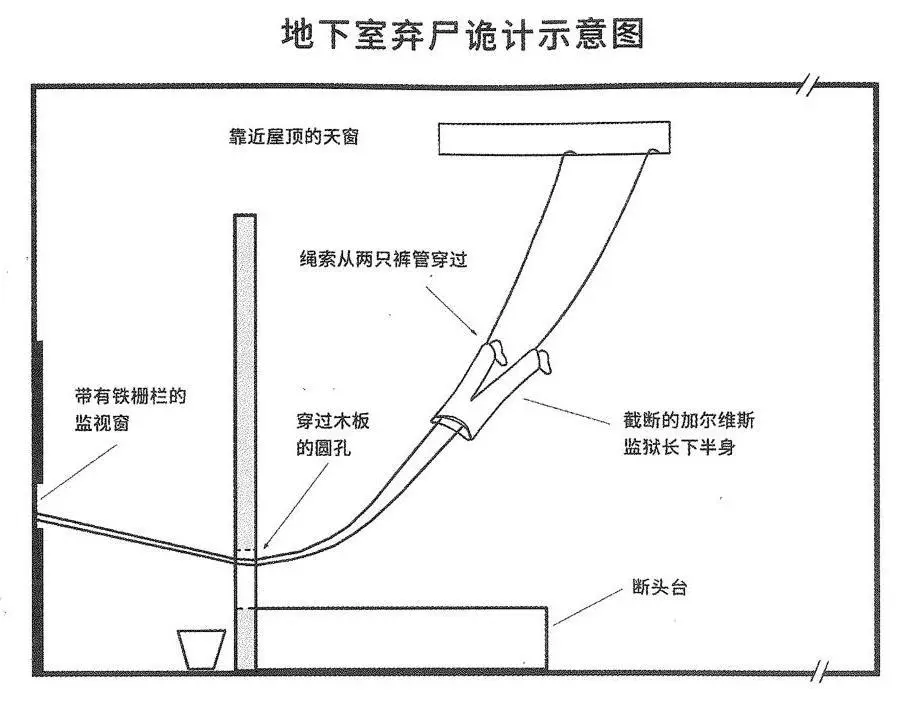 地下室弃尸诡计示意图
靠近屋顶的天窗
绳索从两只裤管穿过
带有铁栅栏的
监视窗
穿过木板
的圆孔
截断的加尔维斯
监狱长下半身
断头台